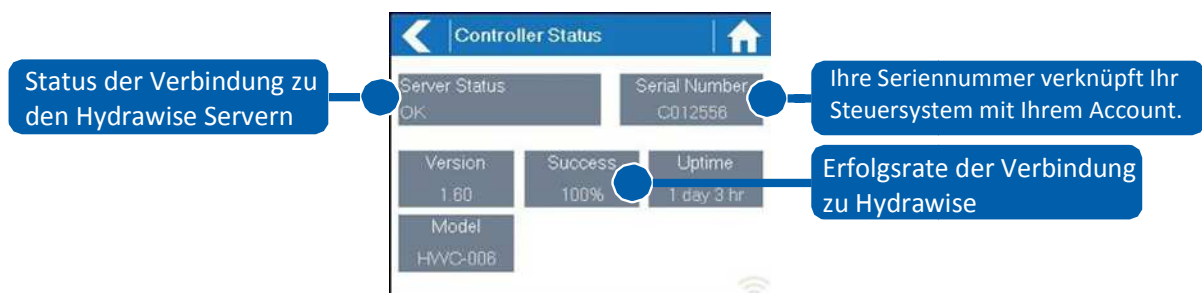 Controller Status
Status der Verbindung zu
den Hydrawise Servern
Server Status
OK
Serial Number
C012556
Ihre Seriennummer verknüpft Ihr
Steuersystem mit Ihrem Account.
Version
1.60
Success
100%
Uptime
1 day 3 hr
Erfolgsrate der Verbindung
zu Hydrawise
Model
HWC-006